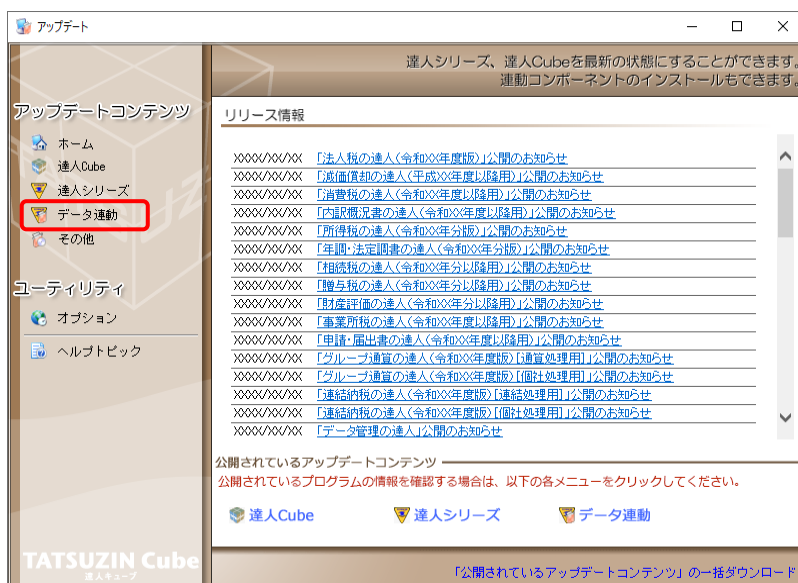 アップデート
達人シリーズ、達人Cubeを最新の状態にすることができます。
連動コンポーネントのインストールもできます。
アップデートコンテンツ
ホーム
達人Cube
達人シリーズ
データ連動
その他
ユーティリティ
オプション
ヘルプトピック
リリース情報
XXXX/XX/XX 「法人税の達人(令和XX年度版)」公開のお知らせ
XXXX/XX/XX 「減価償却の達人(平成XX年度以降用)」公開のお知らせ
XXXX/XX/XX 「消費税の達人(令和XX年度以降用)」公開のお知らせ
XXXX/XX/XX 「内訳概況書の達人(令和XX年度以降用)」公開のお知らせ
XXXX/XX/XX 「所得税の達人(令和XX年分版)」公開のお知らせ
XXXX/XX/XX 「年調・法定調書の達人(令和XX年分版)」公開のお知らせ
XXXX/XX/XX 「相続税の達人(令和XX年分以降用)」公開のお知らせ
XXXX/XX/XX 「贈与税の達人(令和XX年分以降用)」公開のお知らせ
XXXX/XX/XX 「財産評価の達人(令和XX年分以降用)」公開のお知らせ
XXXX/XX/XX 「事業所税の達人(令和XX年度以降用)」公開のお知らせ
XXXX/XX/XX 「申請・届出書の達人(令和XX年度以降用)」公開のお知らせ
XXXX/XX/XX 「グループ通算の達人(令和XX年度版)[通算処理用]」公開のお知らせ
XXXX/XX/XX 「グループ通算の達人(令和XX年度版)[個社処理用]」公開のお知らせ
XXXX/XX/XX 「連結納税の達人(令和XX年度版)[連結処理用]」公開のお知らせ
XXXX/XX/XX 「連結納税の達人(令和XX年度版)[個社処理用]」公開のお知らせ
XXXX/XX/XX 「データ管理の達人」公開のお知らせ
公開されているアップデートコンテンツ
公開されているプログラムの情報を確認する場合は、以下の各メニューをクリックしてください。
達人Cube 達人シリーズ データ連動
TATSUZIN Cube
達人キューブ
「公開されているアップデートコンテンツ」の一括ダウンロード